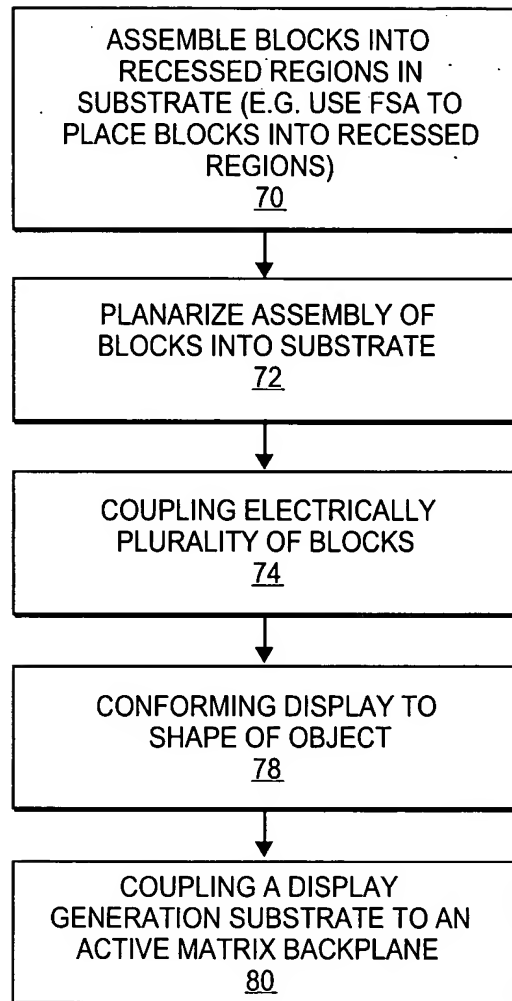 ASSEMBLE BLOCKS INTO
RECESSED REGIONS IN
SUBSTRATE (E.G. USE FSA TO
PLACE BLOCKS INTO RECESSED
REGIONS)
70
PLANARIZE ASSEMBLY OF
BLOCKS INTO SUBSTRATE
72
COUPLING ELECTRICALLY
PLURALITY OF BLOCKS
74
CONFORMING DISPLAY TO
SHAPE OF OBJECT
78
COUPLING A DISPLAY
GENERATION SUBSTRATE TO AN
ACTIVE MATRIX BACKPLANE
80